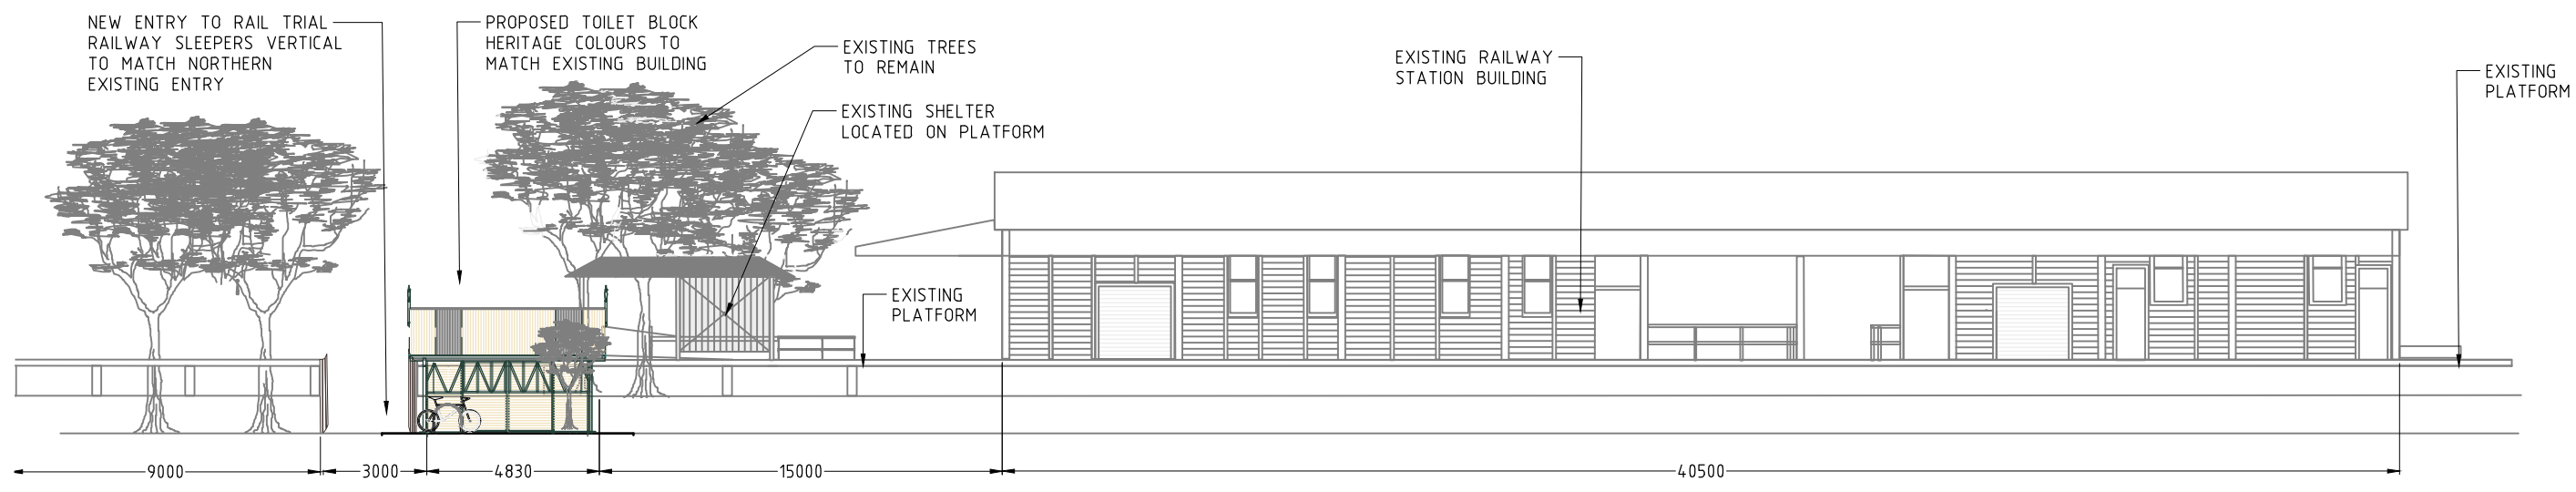 NEW ENTRY TO RAIL TRIAL
RAILWAY SLEEPERS VERTICAL
TO MATCH NORTHERN
EXISTING ENTRY
PROPOSED TOILET BLOCK
HERITAGE COLOURS TO
MATCH EXISTING BUILDING
EXISTING TREES
TO REMAIN
EXISTING SHELTER
LOCATED ON PLATFORM
EXISTING
PLATFORM
EXISTING RAILWAY
STATION BUILDING
EXISTING
PLATFORM
9000
3000
4830
15000
40500